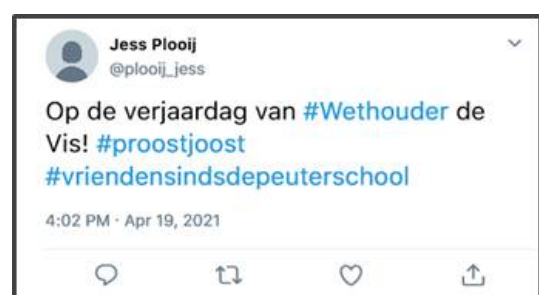 Jess Plooij
@plooij_jess
Op de verjaardag van #Wethouder de
Vis! #proostjoost
#vriendensindsdepeuterschool
4:02 PM · Apr 19, 2021